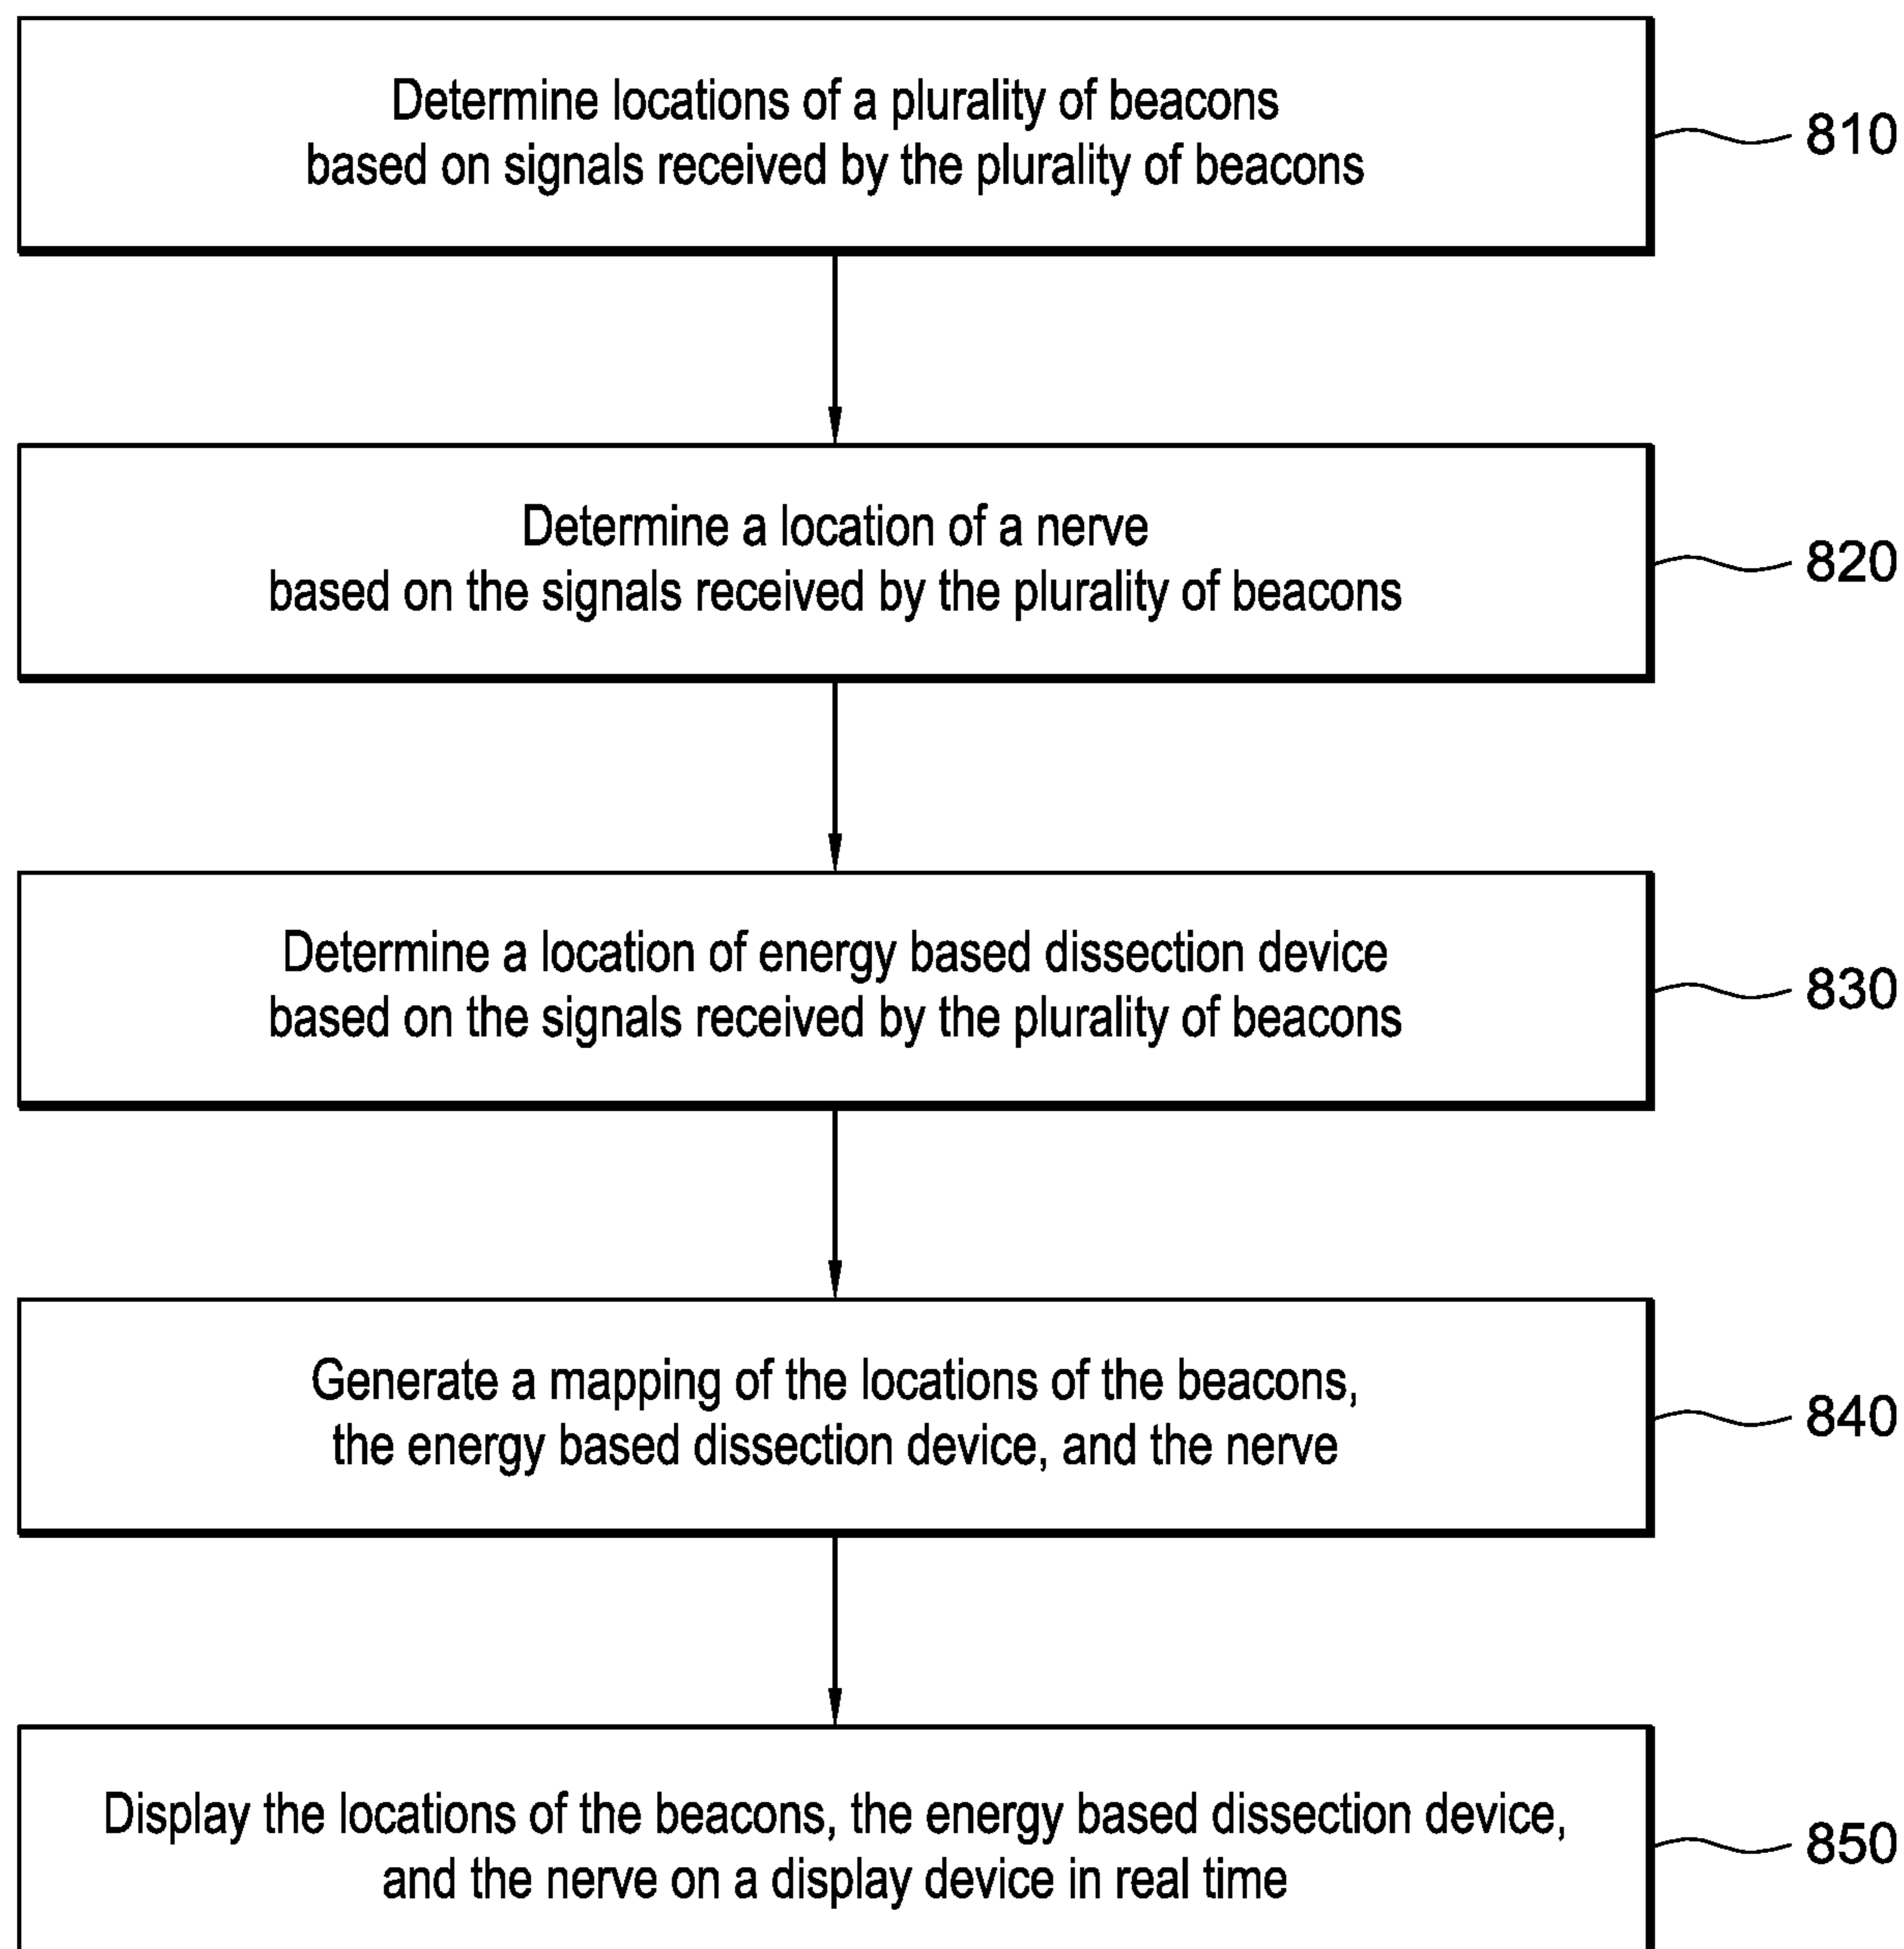 Determine locations of a plurality of beacons
based on signals received by the plurality of beacons
810
Determine a location of a nerve
based on the signals received by the plurality of beacons
820
Determine a location of energy based dissection device
based on the signals received by the plurality of beacons
830
Generate a mapping of the locations of the beacons,
the energy based dissection device, and the nerve
840
Display the locations of the beacons, the energy based dissection device,
and the nerve on a display device in real time
850